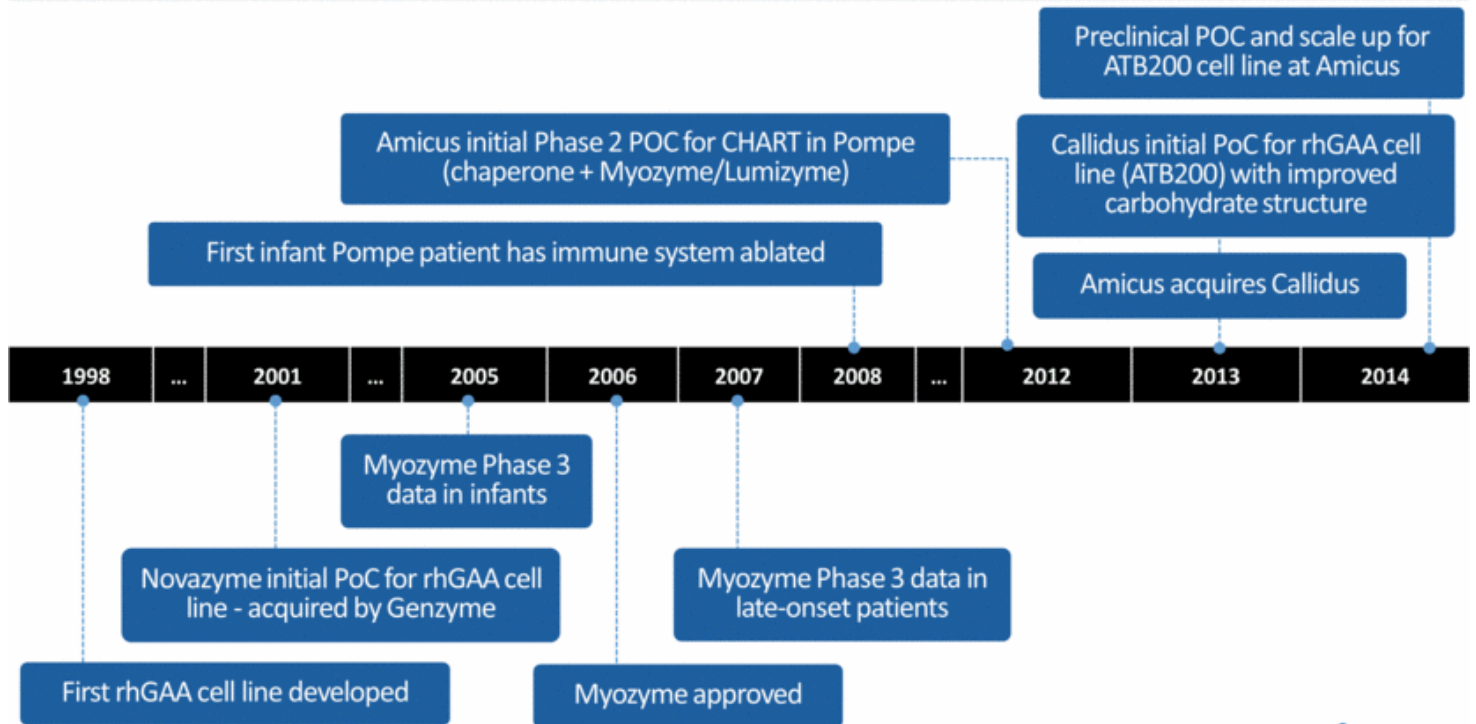 Preclinical POC and scale up for
ATB200 cell line at Amicus
Amicus initial Phase 2 POC for CHART in Pompe
(chaperone + Myozyme/Lumizyme)
Callidus initial PoC for rhGAA cell
line (ATB200) with improved
carbohydrate structure
First infant Pompe patient has immune system ablated
Amicus acquires Callidus
1998 ... 2001 ... 2005 2006 2007 2008 ... 2012 2013 2014
Myozyme Phase 3
data in infants
Novazyme initial PoC for rhGAA cell
line - acquired by Genzyme
Myozyme Phase 3 data in
late-onset patients
First rhGAA cell line developed
Myozyme approved